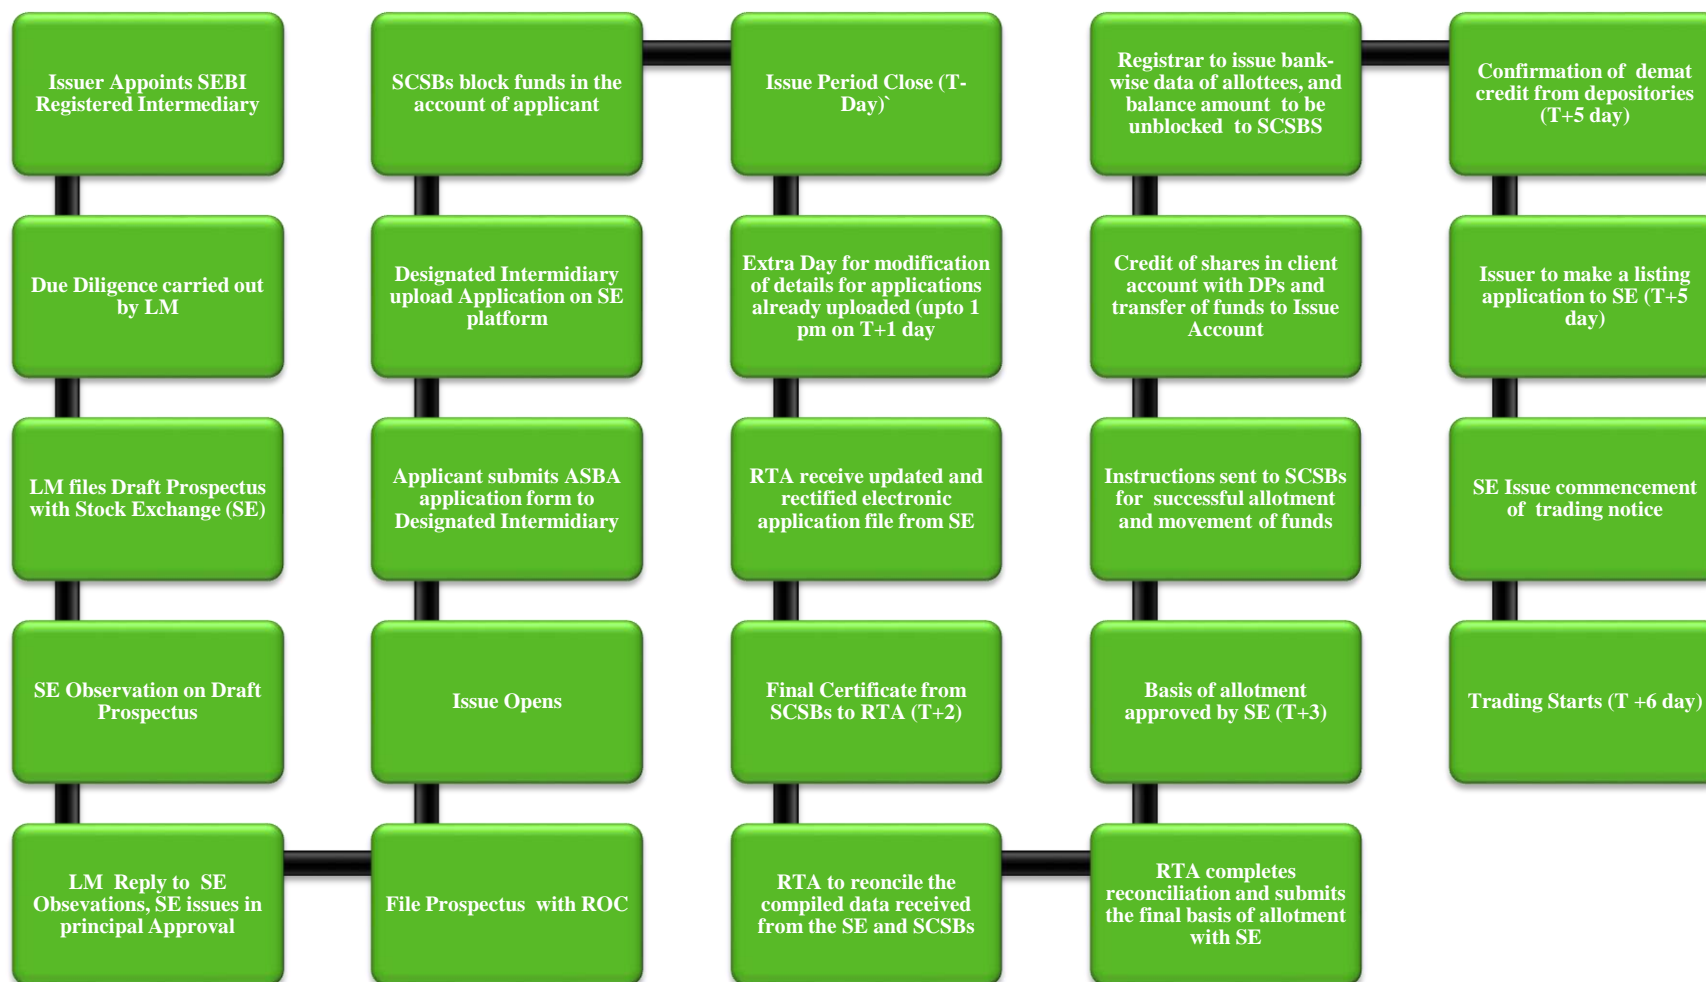 Issuer Appoints SEBI
Registered Intermediary
Due Diligence carried out
by LM
LM files Draft Prospectus
with Stock Exchange (SE)
SE Observation on Draft
Prospectus
LM Reply to SE
Obsevations, SE issues in
principal Approval
File Prospectus with ROC
Issue Opens
Applicant submits ASBA
application form to
Designated Intermidiary
Designated Intermidiary
upload Application on SE
platform
SCSBs block funds in the
account of applicant
Issue Period Close (T-
Day)`
Extra Day for modification
of details for applications
already uploaded (upto 1
pm on T+1 day
RTA receive updated and
rectified electronic
application file from SE
Final Certificate from
SCSBs to RTA (T+2)
RTA to reconcile the
compiled data received
from the SE and SCSBs
RTA completes
reconciliation and submits
the final basis of allotment
with SE
Basis of allotment
approved by SE (T+3)
Instructions sent to SCSBs
for successful allotment
and movement of funds
Credit of shares in client
account with DPs and
transfer of funds to Issue
Account
Registrar to issue bank-
wise data of allottees, and
balance amount to be
unblocked to SCSBS
Confirmation of demat
credit from depositories
(T+5 day)
Issuer to make a listing
application to SE (T+5
day)
SE Issue commencement
of trading notice
Trading Starts (T +6 day)